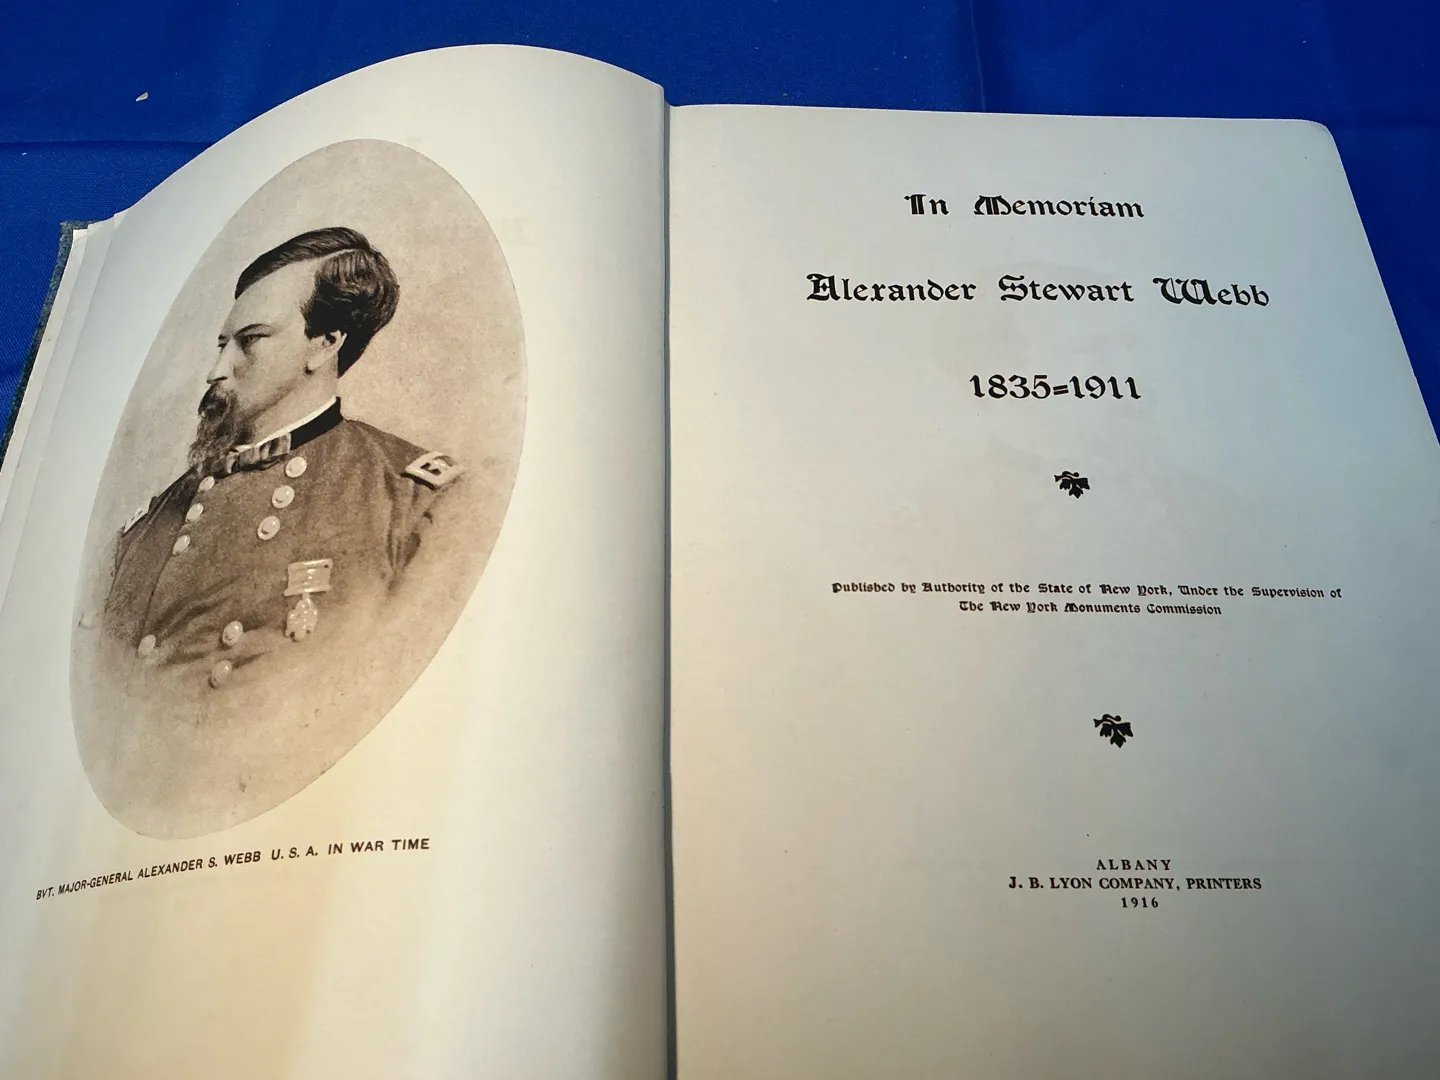 BVT. MAJOR-GENERAL ALEXANDER S. WEBB U. S. A. IN WAR TIME
In Memoriam
Alexander Stewart Webb
1835=1911
Published by Authority of the State of New York, Under the Supervision of
The New York Monuments Commission
ALBANY
J. B. LYON COMPANY, PRINTERS
1916